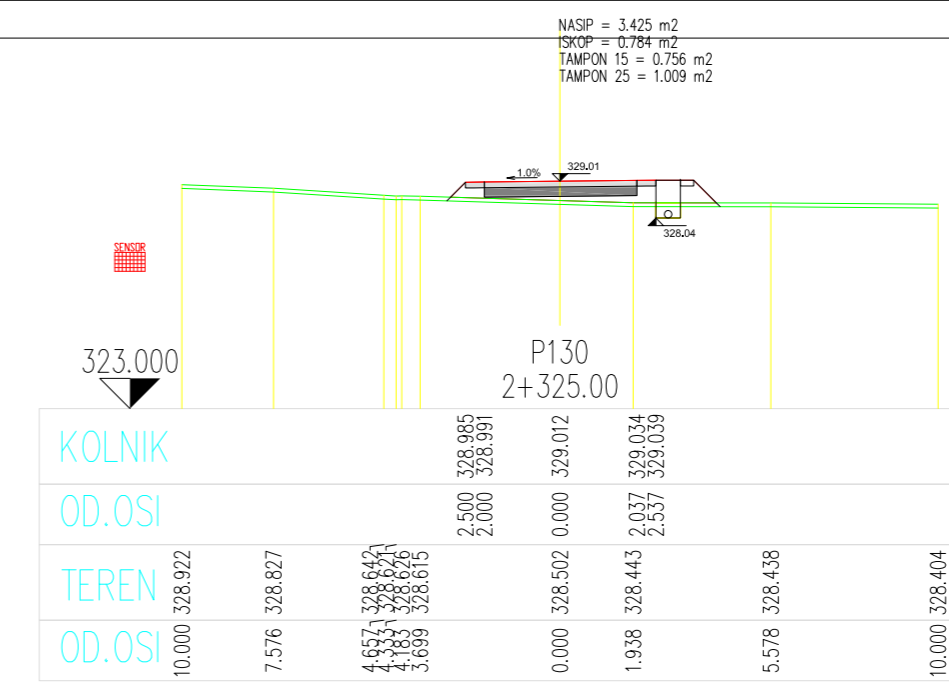 NASIP = 3.425 m2
ISKOP = 0.784 m2
TAMPON 15 = 0.756 m2
TAMPON 25 = 1.009 m2
1.0%
329.01
328.04
SENSOR
323.000
P130
2+325.00
KOLNIK 328.985 328.991 329.012 329.034 329.039
OD.OSI 2.500 2.000 0.000 2.037 2.537
TEREN 328.922 328.827 328.642 328.621 328.626 328.615 328.502 328.443 328.438 328.404
OD.OSI 10.000 7.576 4.657 4.333 4.183 3.699 0.000 1.938 5.578 10.000